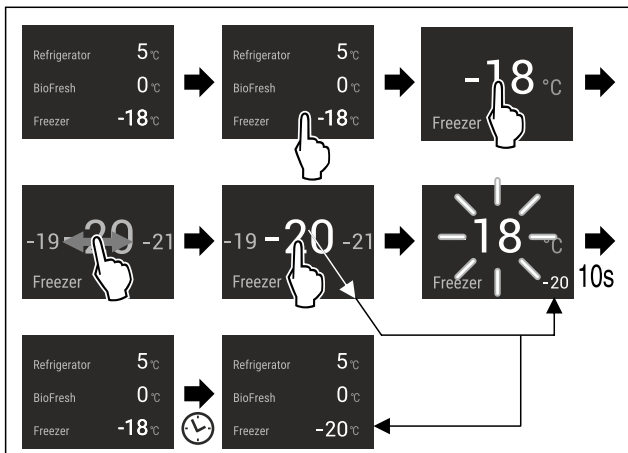 Refrigerator 5 °C
BioFresh 0 °C
Freezer -18 °C
Refrigerator 5 °C
BioFresh 0 °C
Freezer -18 °C
-18 °C
Freezer
-19 -20 -21
Freezer
-19 -20 -21
Freezer
-18 °C
Freezer -20
10s
Refrigerator 5 °C
BioFresh 0 °C
Freezer -18 °C
Refrigerator 5 °C
BioFresh 0 °C
Freezer -20 °C